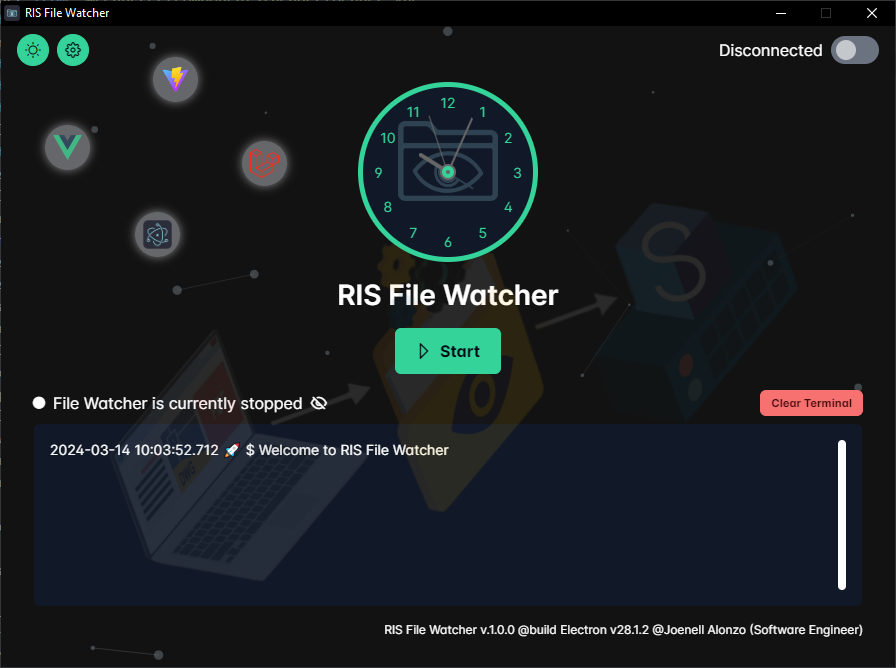 RIS File Watcher
Disconnected
12
11 1
10 2
9 3
8 4
7 5
6
RIS File Watcher
Start
File Watcher is currently stopped
Clear Terminal
2024-03-14 10:03:52.712 🚀 $ Welcome to RIS File Watcher
DWG
S
RIS File Watcher v.1.0.0 @build Electron v28.1.2 @Joenell Alonzo (Software Engineer)